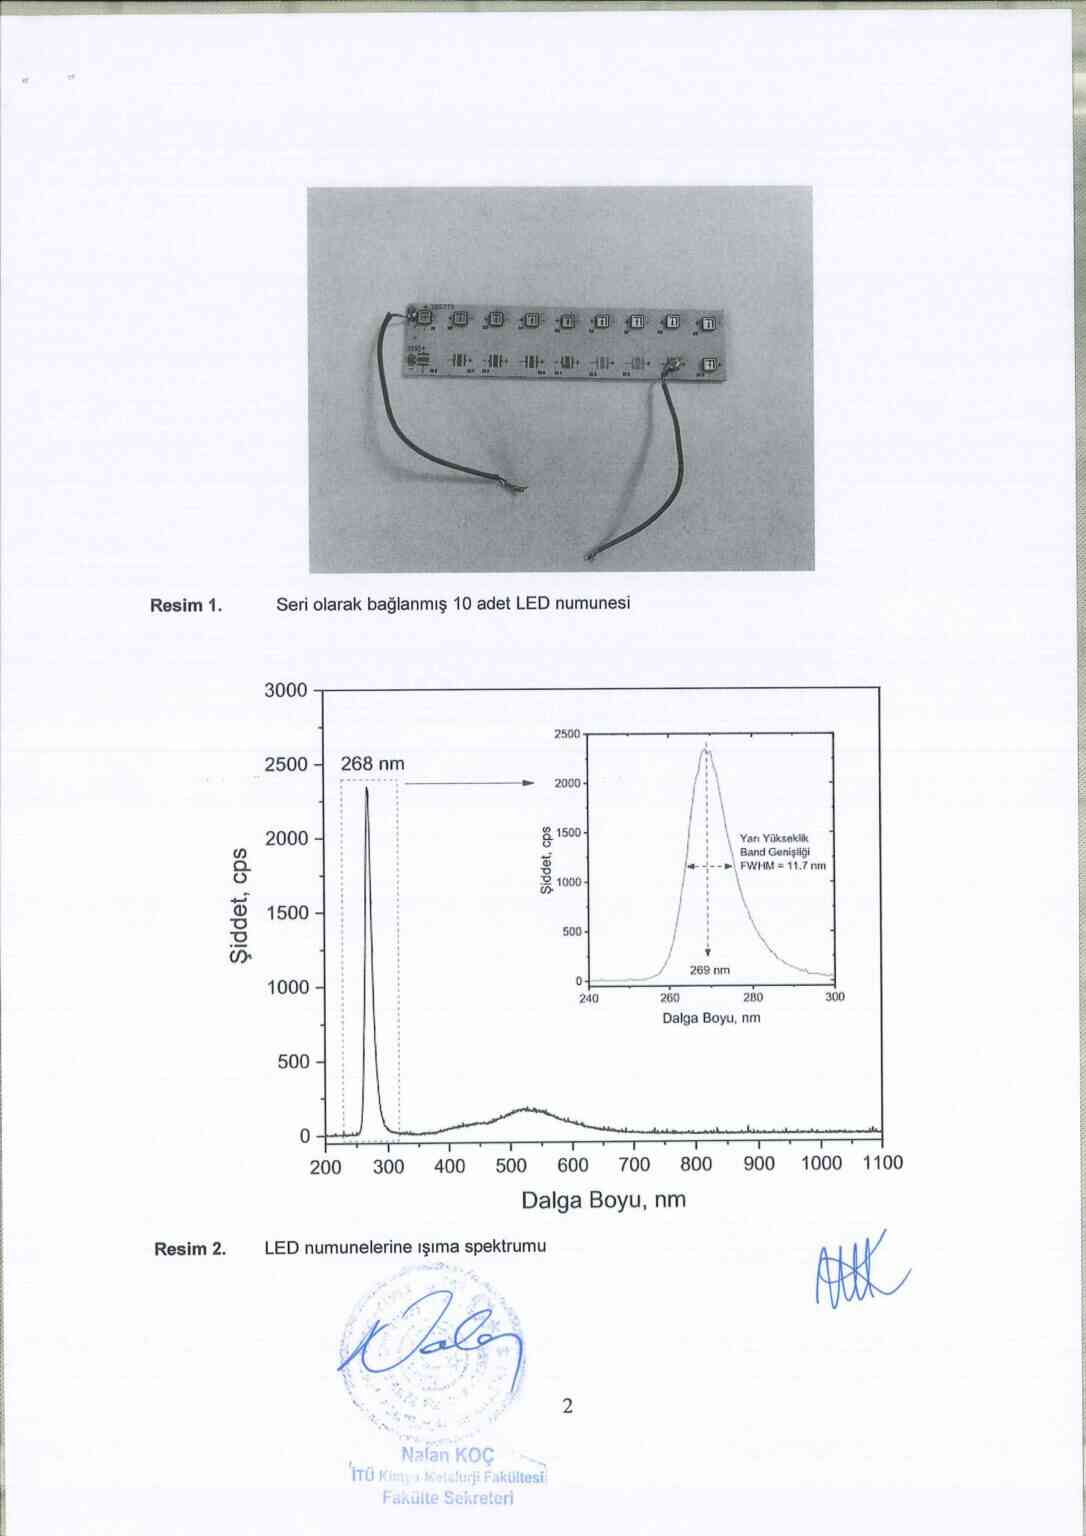 Resim 1. Seri olarak bağlanmış 10 adet LED numunesi
3000
2500
2000
1500
1000
500
0
Şiddet, cps
268 nm
200 300 400 500 600 700 800 900 1000 1100
Dalga Boyu, nm
2500
2000
1500
1000
500
0
Şiddet, cps
Yarı Yükseklik
Band Genişliği
FWHM = 11.7 nm
269 nm
240 260 280 300
Dalga Boyu, nm
Resim 2. LED numunelerine ışıma spektrumu
2
Nalan KOÇ
İTÜ Kimya-Metalurji Fakültesi
Fakülte Sekreteri